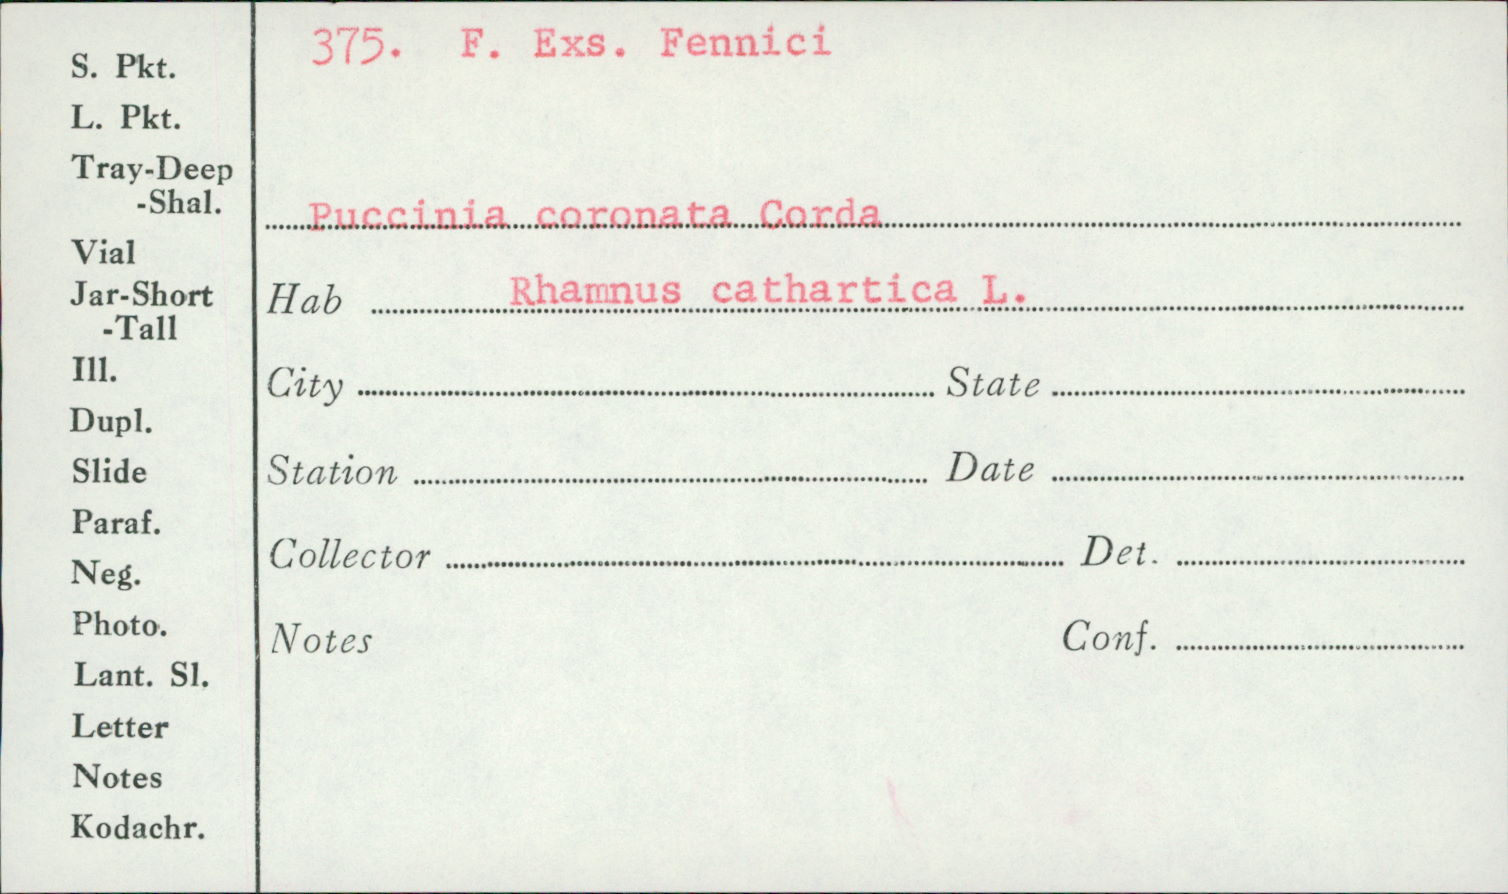 S. Pkt.
L. Pkt.
Tray-Deep
-Shal.
Vial
Jar-Short
-Tall
Ill.
Dupl.
Slide
Paraf.
Neg.
Photo.
Lant. Sl.
Letter
Notes
Kodachr.
375. F. Exs. Fennici
Puccinia coronata Corda
Hab Rhamnus cathartica L.
City State
Station Date
Collector Det.
Notes Conf.